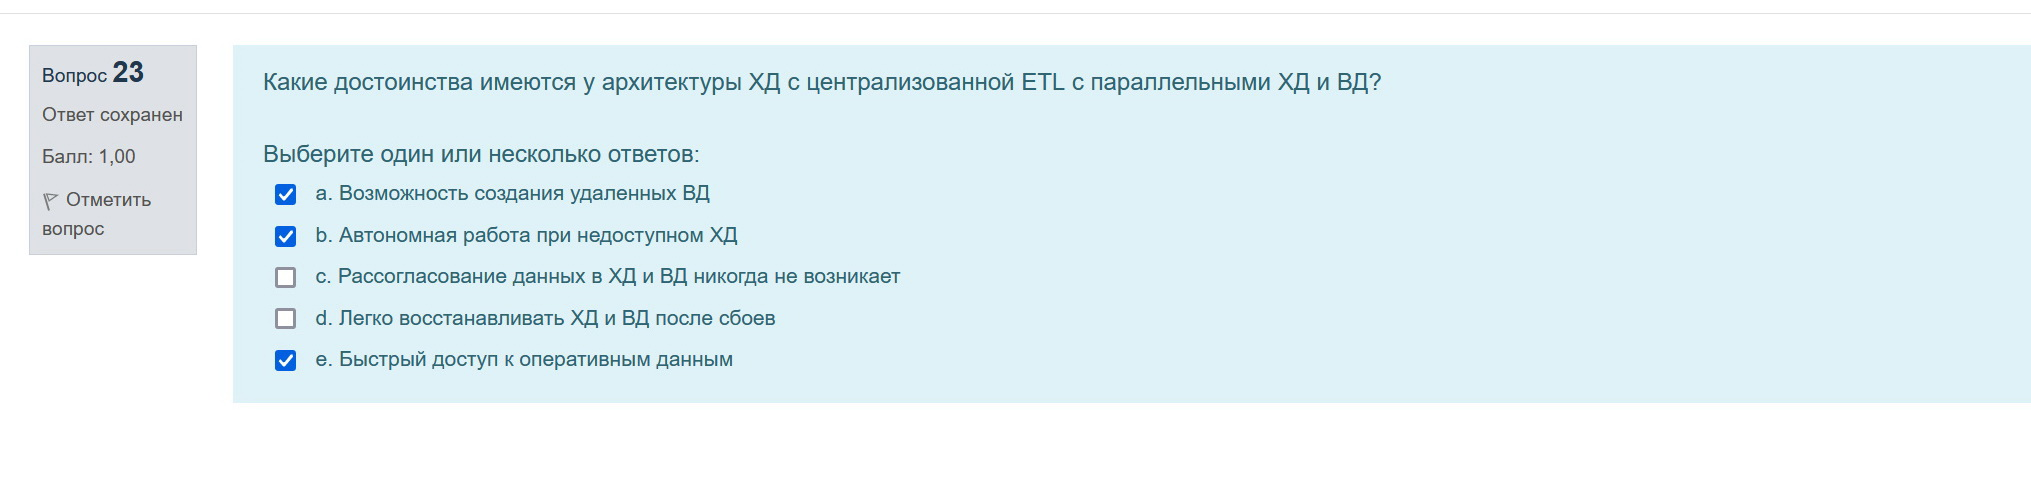 Вопрос 23
Ответ сохранен
Балл: 1,00
Отметить
вопрос
Какие достоинства имеются у архитектуры ХД с централизованной ETL с параллельными ХД и ВД?
Выберите один или несколько ответов:
a. Возможность создания удаленных ВД
b. Автономная работа при недоступном ХД
c. Рассогласование данных в ХД и ВД никогда не возникает
d. Легко восстанавливать ХД и ВД после сбоев
e. Быстрый доступ к оперативным данным